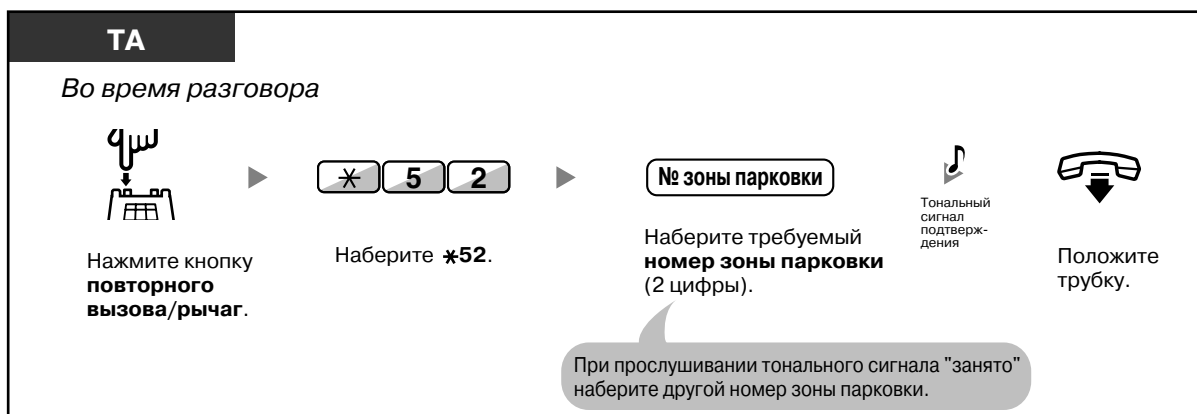 ТА
Во время разговора
✳ 5 2
№ зоны парковки
Тональный
сигнал
подтверж-
дения
Нажмите кнопку
повторного
вызова/рычаг.
Наберите ✳52.
Наберите требуемый
номер зоны парковки
(2 цифры).
Положите
трубку.
При прослушивании тонального сигнала "занято"
наберите другой номер зоны парковки.